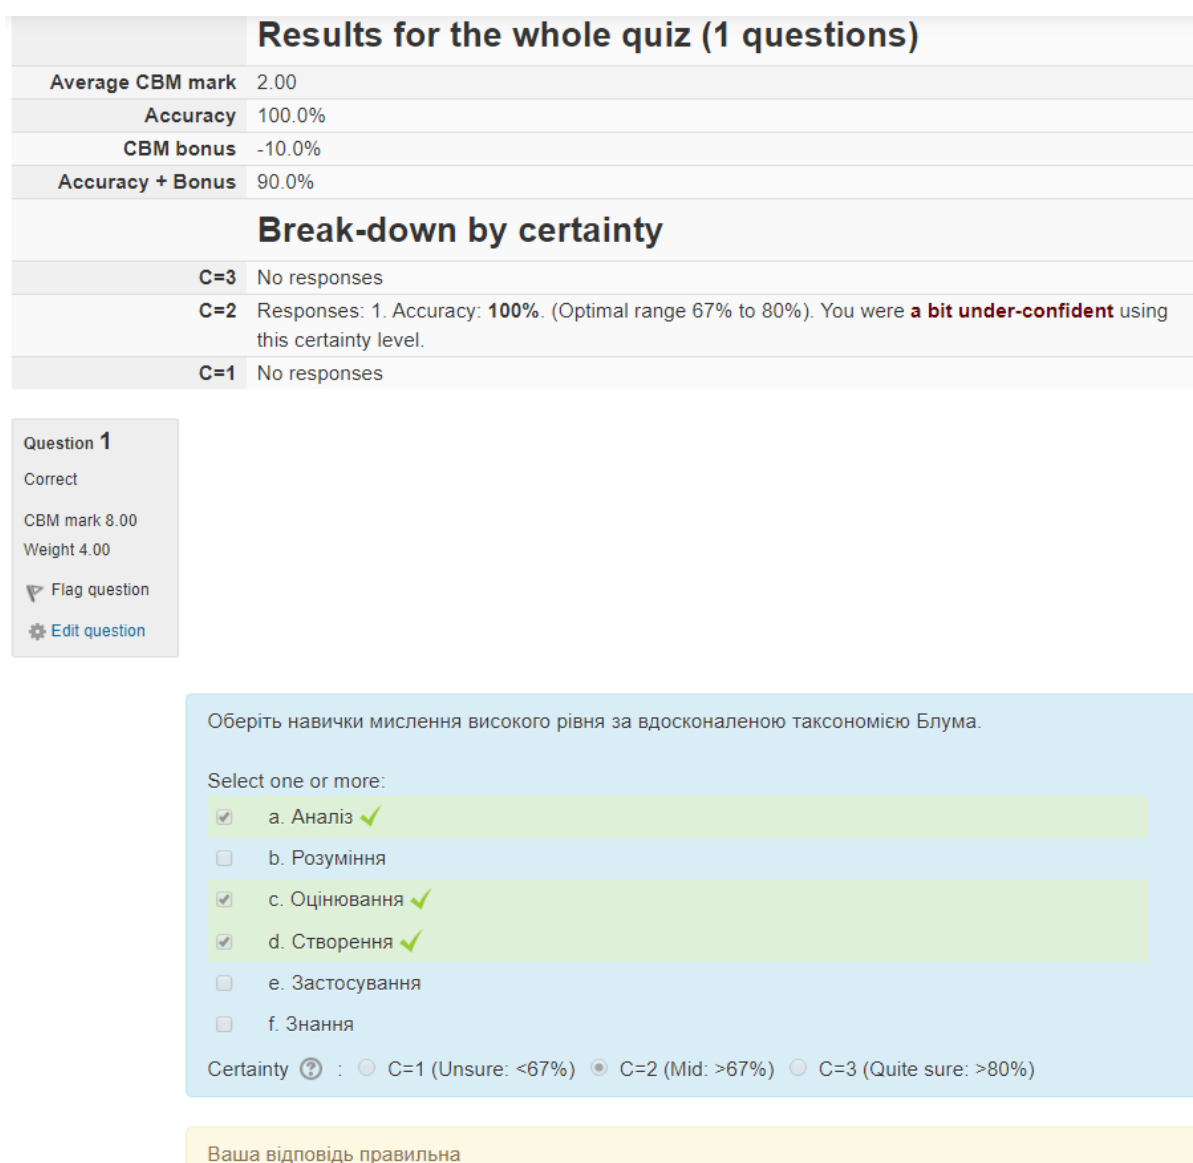 Results for the whole quiz (1 questions)
Average CBM mark 2.00
Accuracy 100.0%
CBM bonus -10.0%
Accuracy + Bonus 90.0%
Break-down by certainty
C=3 No responses
C=2 Responses: 1. Accuracy: 100%. (Optimal range 67% to 80%). You were a bit under-confident using
this certainty level.
C=1 No responses
Question 1
Correct
CBM mark 8.00
Weight 4.00
Flag question
Edit question
Оберіть навички мислення високого рівня за вдосконаленою таксономією Блума.
Select one or more:
a. Аналіз
b. Розуміння
c. Оцінювання
d. Створення
e. Застосування
f. Знання
Certainty ? : C=1 (Unsure: <67%) C=2 (Mid: >67%) C=3 (Quite sure: >80%)
Ваша відповідь правильна